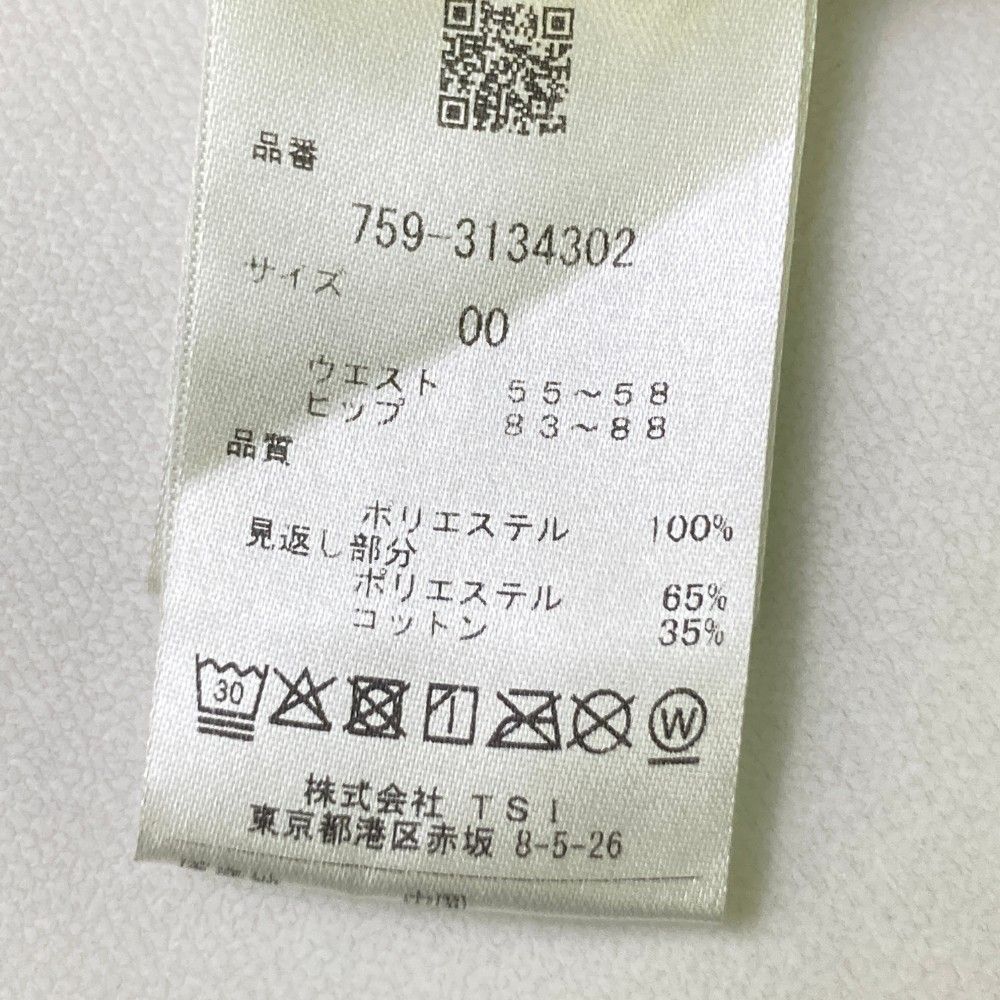 品番
759-3134302
サイズ
00
ウエスト 55~58
ヒップ 83~88
品質
ポリエステル 100%
見返し部分
ポリエステル 65%
コットン 35%
30
W
株式会社 TSI
東京都港区赤坂 8-5-26